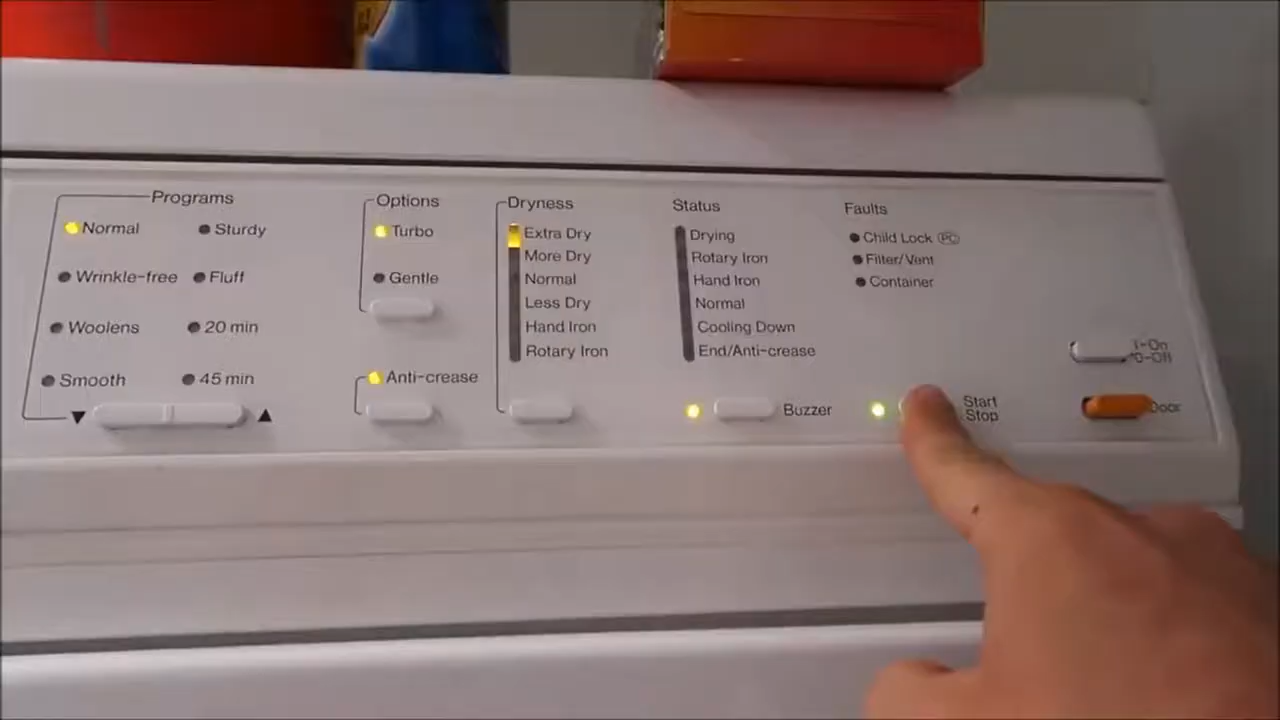 Programs
Normal
Sturdy
Wrinkle-free
Fluff
Woolens
20 min
Smooth
45 min
Options
Turbo
Gentle
Anti-crease
Dryness
Extra Dry
More Dry
Normal
Less Dry
Hand Iron
Rotary Iron
Status
Drying
Rotary Iron
Hand Iron
Normal
Cooling Down
End/Anti-crease
Buzzer
Faults
Child Lock PC
Filter/Vent
Container
Start
Stop
I-On
0-Off
Door